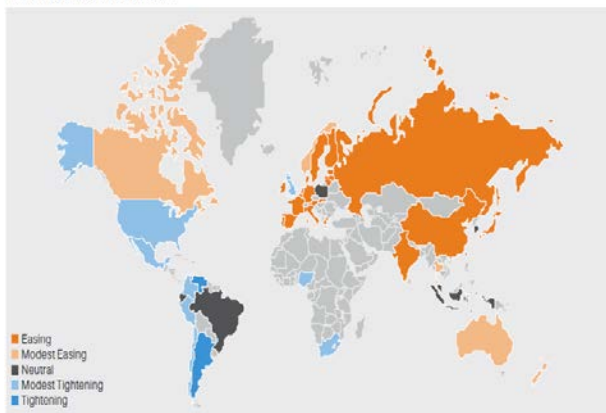 Easing
Modest Easing
Neutral
Modest Tightening
Tightening